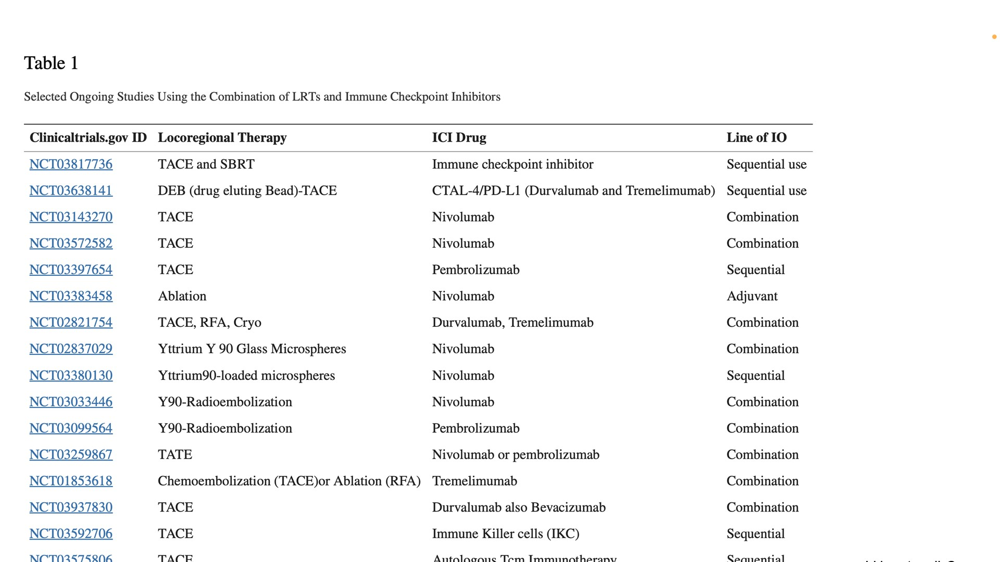 Table 1
Selected Ongoing Studies Using the Combination of LRTs and Immune Checkpoint Inhibitors
Clinicaltrials.gov ID Locoregional Therapy ICI Drug Line of IO
NCT03817736 TACE and SBRT Immune checkpoint inhibitor Sequential use
NCT03638141 DEB (drug eluting Bead)-TACE CTAL-4/PD-L1 (Durvalumab and Tremelimumab) Sequential use
NCT03143270 TACE Nivolumab Combination
NCT03572582 TACE Nivolumab Combination
NCT03397654 TACE Pembrolizumab Sequential
NCT03383458 Ablation Nivolumab Adjuvant
NCT02821754 TACE, RFA, Cryo Durvalumab, Tremelimumab Combination
NCT02837029 Yttrium Y 90 Glass Microspheres Nivolumab Combination
NCT03380130 Yttrium90-loaded microspheres Nivolumab Sequential
NCT03033446 Y90-Radioembolization Nivolumab Combination
NCT03099564 Y90-Radioembolization Pembrolizumab Combination
NCT03259867 TATE Nivolumab or pembrolizumab Combination
NCT01853618 Chemoembolization (TACE)or Ablation (RFA) Tremelimumab Combination
NCT03937830 TACE Durvalumab also Bevacizumab Combination
NCT03592706 TACE Immune Killer cells (IKC) Sequential
NCT03575806 TACE Autologous Tcm Immunotherapy Sequential